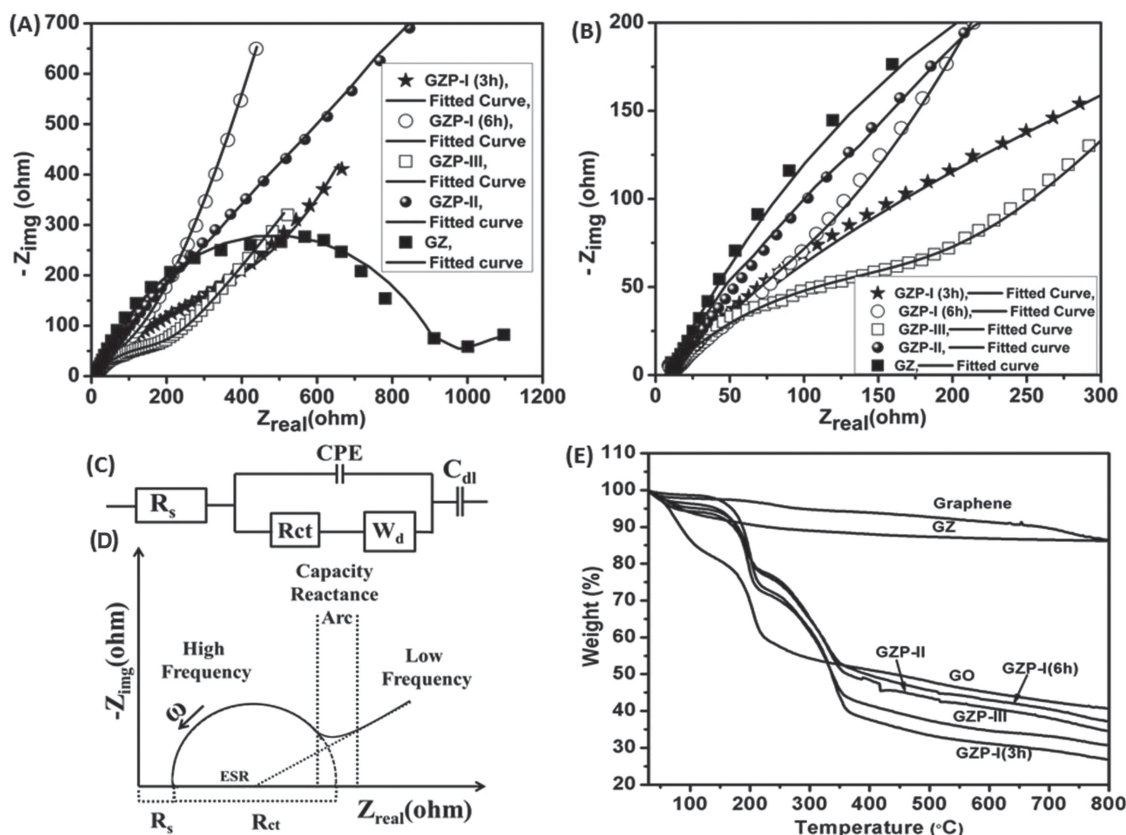 (A)
700
600
500
400
300
200
100
0
- Zimg (ohm)
0 200 400 600 800 1000 1200
Zreal(ohm)
GZP-I (3h),
Fitted Curve,
GZP-I (6h),
Fitted Curve
GZP-III,
Fitted Curve
GZP-II,
Fitted curve
GZ,
Fitted curve
(B)
200
150
100
50
0
- Zimg (ohm)
0 50 100 150 200 250 300
Zreal(ohm)
GZP-I (3h), Fitted Curve,
GZP-I (6h), Fitted Curve
GZP-III, Fitted Curve
GZP-II, Fitted curve
GZ, Fitted curve
(C)
CPE
Rs
Rct
Wd
Cdl
(D)
-Zimg(ohm)
Capacity
Reactance
Arc
High
Frequency
Low
Frequency
ω
ESR
Rs
Rct
Zreal(ohm)
(E)
110
100
90
80
70
60
50
40
30
20
Weight (%)
Graphene
GZ
GZP-II
GO
GZP-I(6h)
GZP-III
GZP-I(3h)
100 200 300 400 500 600 700 800
Temperature (°C)